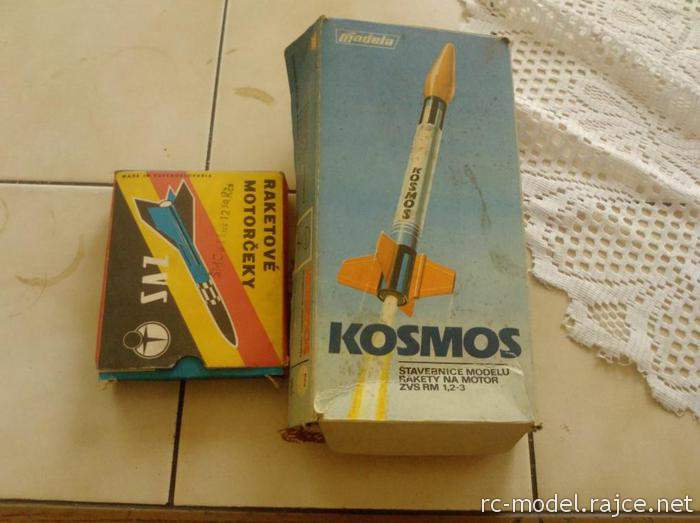 modela
KOSMOS
KOSMOS
STAVEBNICE MODELU
RAKETY NA MOTOR
ZVS RM 1,2-3
MADE IN CZECHOSLOVAKIA
RAKETOVÉ
MOTORČEKY
ZVS
rc-model.rajce.net